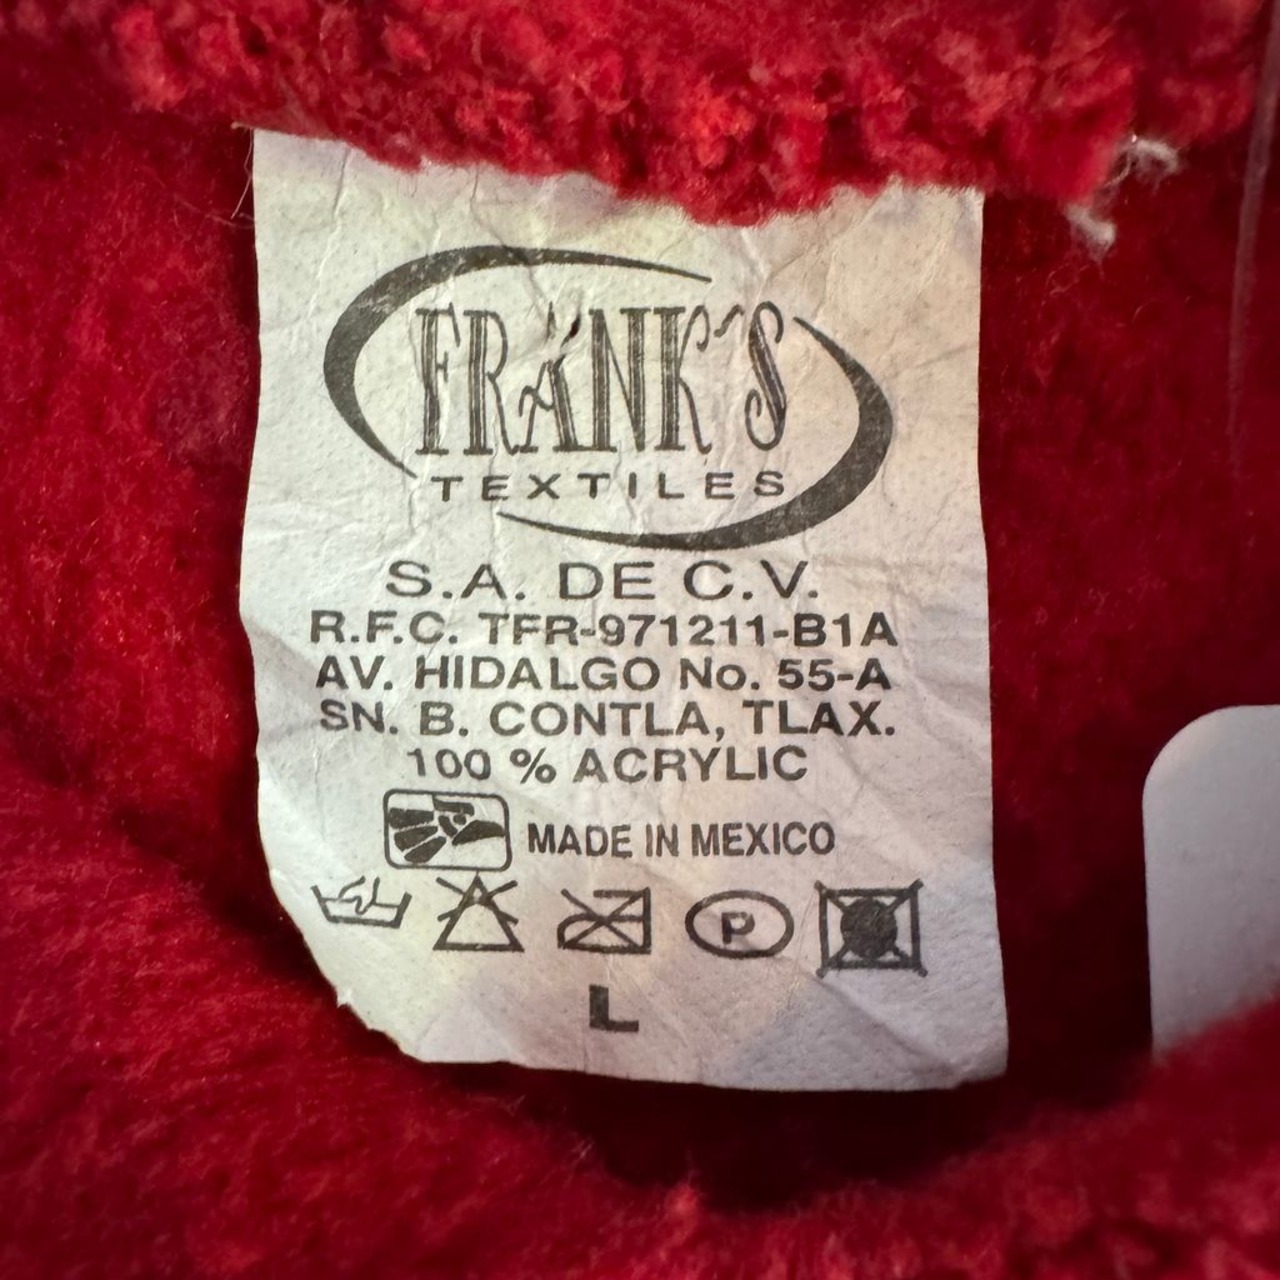 FRANK'S
TEXTILES
S.A. DE C.V.
R.F.C. TFR-971211-B1A
AV. HIDALGO No. 55-A
SN. B. CONTLA, TLAX.
100 % ACRYLIC
MADE IN MEXICO
P
L